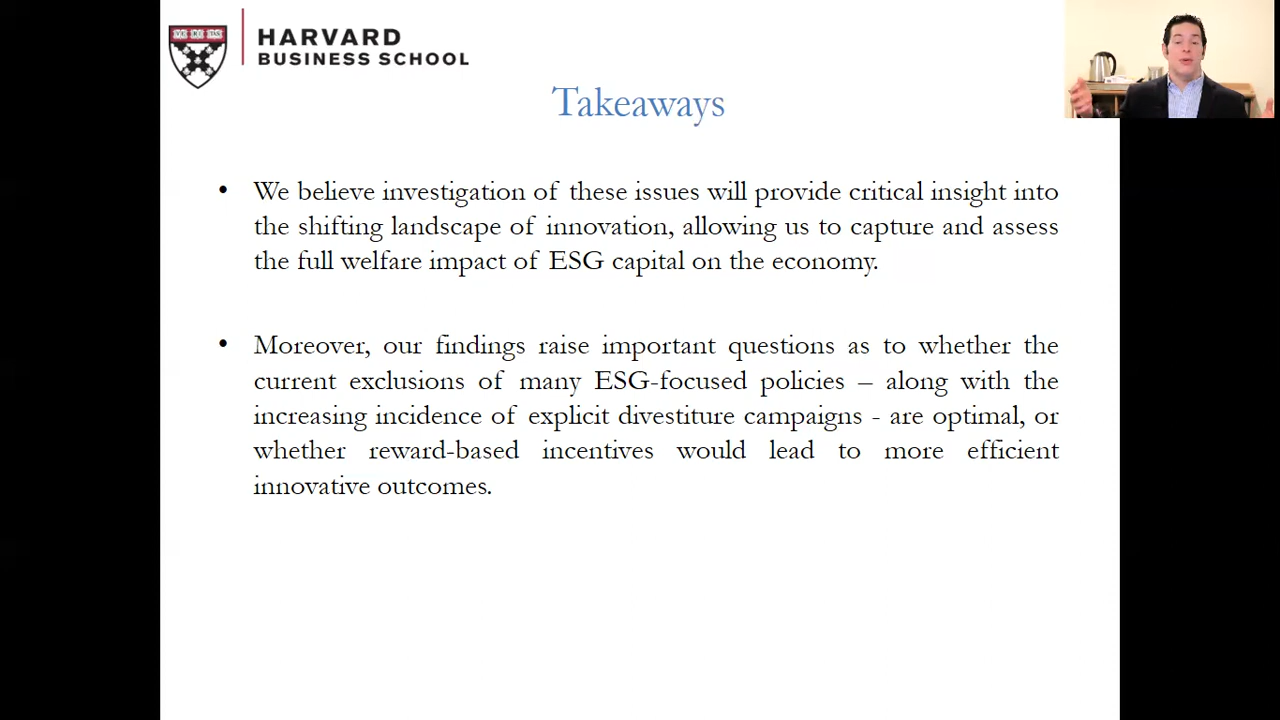 HARVARD
BUSINESS SCHOOL
Takeaways
• We believe investigation of these issues will provide critical insight into
the shifting landscape of innovation, allowing us to capture and assess
the full welfare impact of ESG capital on the economy.
• Moreover, our findings raise important questions as to whether the
current exclusions of many ESG-focused policies – along with the
increasing incidence of explicit divestiture campaigns - are optimal, or
whether reward-based incentives would lead to more efficient
innovative outcomes.